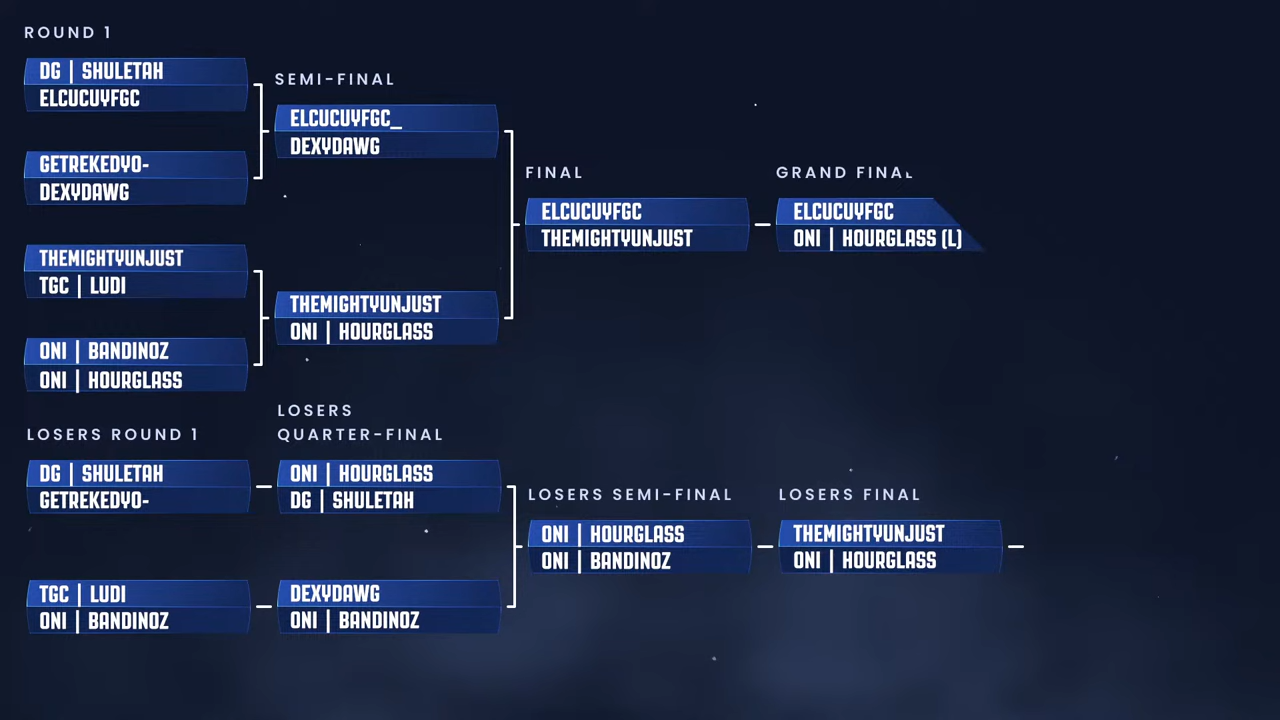 ROUND 1
DG | SHULETAH
ELCUCUYFGC
GETREKEDYO-
DEXYDAWG
THEMIGHTYUNJUST
TGC | LUDI
ONI | BANDINOZ
ONI | HOURGLASS
SEMI-FINAL
ELCUCUYFGC_
DEXYDAWG
THEMIGHTYUNJUST
ONI | HOURGLASS
FINAL
ELCUCUYFGC
THEMIGHTYUNJUST
GRAND FINAL
ELCUCUYFGC
ONI | HOURGLASS (L)
LOSERS ROUND 1
DG | SHULETAH
GETREKEDYO-
TGC | LUDI
ONI | BANDINOZ
LOSERS
QUARTER-FINAL
ONI | HOURGLASS
DG | SHULETAH
DEXYDAWG
ONI | BANDINOZ
LOSERS SEMI-FINAL
ONI | HOURGLASS
ONI | BANDINOZ
LOSERS FINAL
THEMIGHTYUNJUST
ONI | HOURGLASS